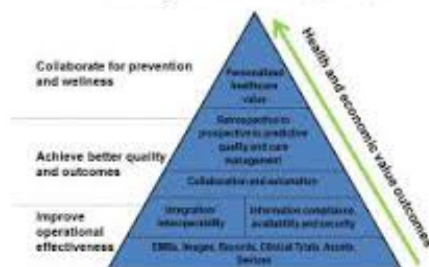 Collaborate for prevention
and wellness
Personalized
healthcare
value
Health and economic value outcomes
Retrospective to
prospective to predictive
quality and care
management
Achieve better quality
and outcomes
Collaboration and automation
Improve
operational
effectiveness
Integration/
interoperability
Information compliance,
availability and security
EMRs, Images, Records, Clinical Trials, Assets,
Devices